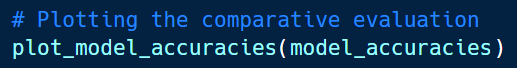 # Plotting the comparative evaluation
plot_model_accuracies(model_accuracies)